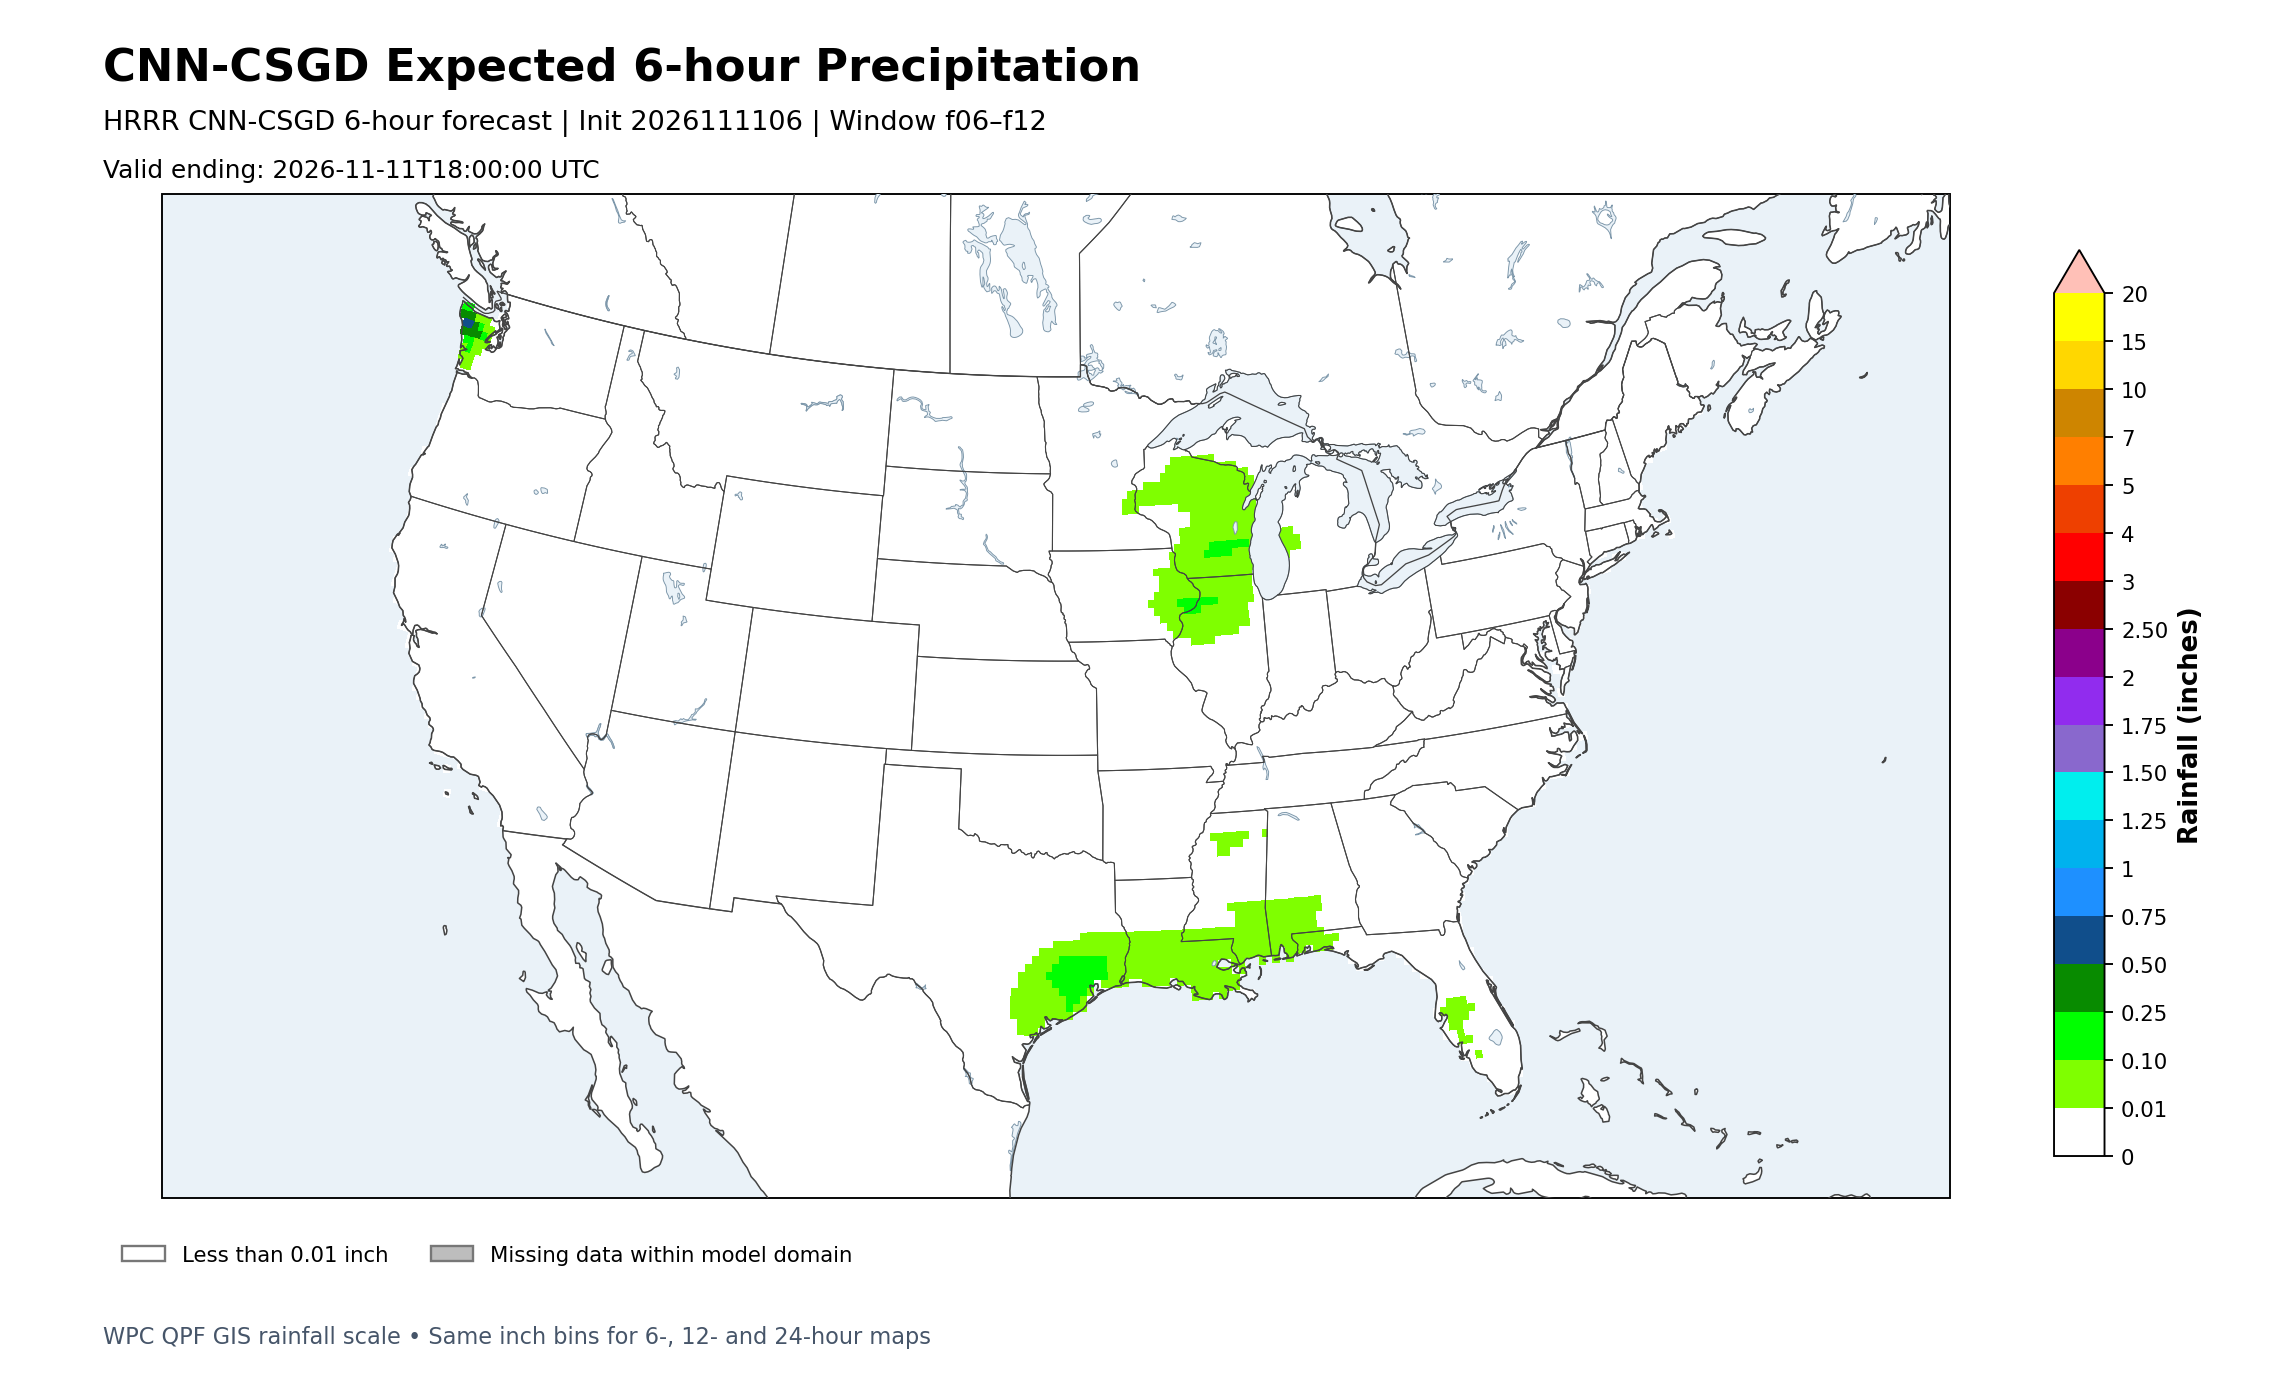 CNN-CSGD Expected 6-hour Precipitation
HRRR CNN-CSGD 6-hour forecast | Init 2026111106 | Window f06–f12
Valid ending: 2026-11-11T18:00:00 UTC
20
15
10
7
5
4
3
2.50
2
1.75
1.50
1.25
1
0.75
0.50
0.25
0.10
0.01
0
Rainfall (inches)
Less than 0.01 inch
Missing data within model domain
WPC QPF GIS rainfall scale • Same inch bins for 6-, 12- and 24-hour maps